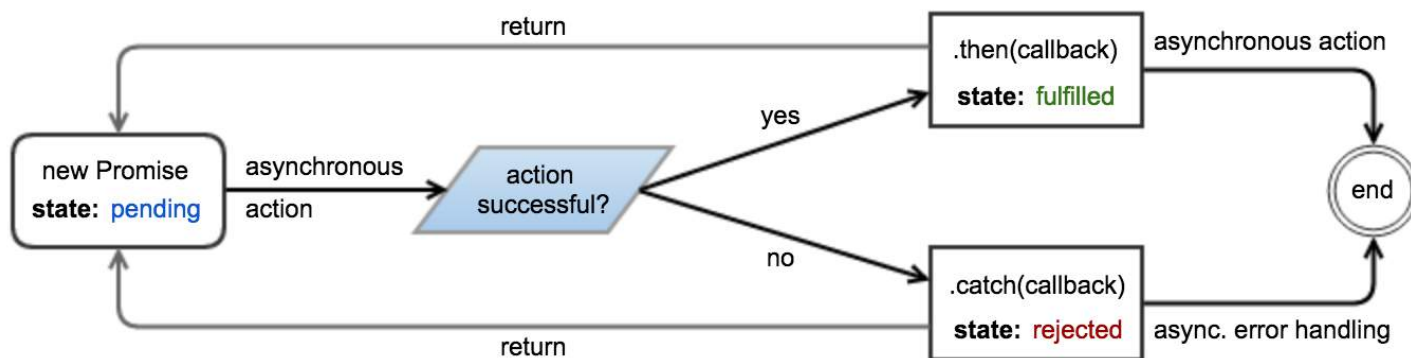 return
.then(callback)
asynchronous action
state: fulfilled
yes
new Promise
asynchronous
action
successful?
end
state: pending
action
no
.catch(callback)
state: rejected
async. error handling
return